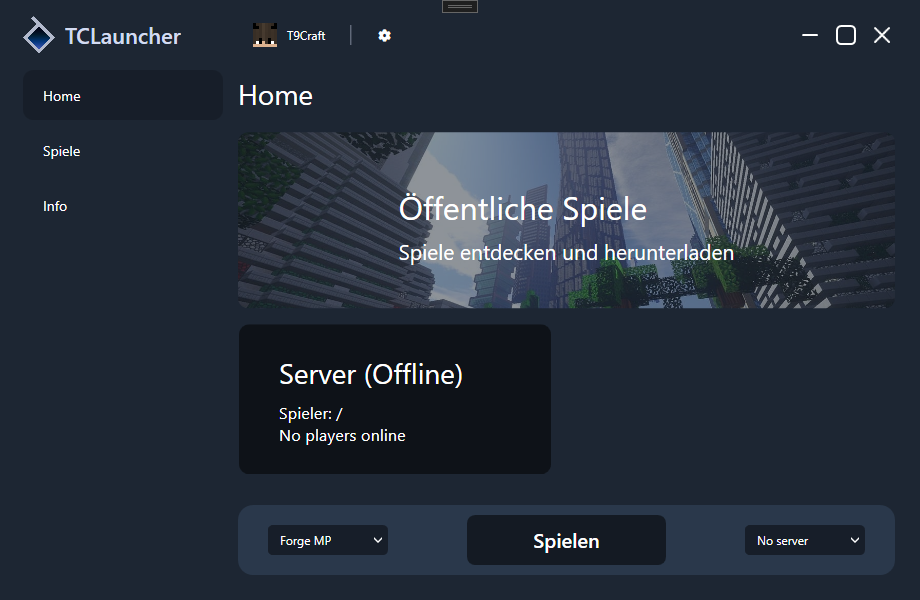 TCLauncher
T9Craft
Home
Spiele
Info
Home
Öffentliche Spiele
Spiele entdecken und herunterladen
Server (Offline)
Spieler: /
No players online
Forge MP
Spielen
No server